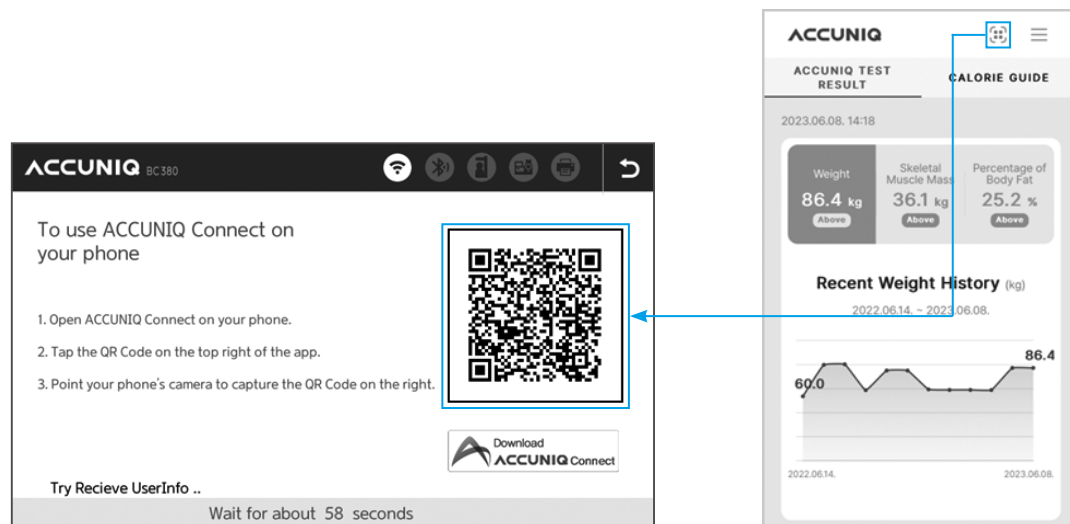 ACCUNIQ BC380
To use ACCUNIQ Connect on
your phone
1. Open ACCUNIQ Connect on your phone.
2. Tap the QR Code on the top right of the app.
3. Point your phone's camera to capture the QR Code on the right.
Download
ACCUNIQ Connect
Try Recieve UserInfo ..
Wait for about 58 seconds
ACCUNIQ
ACCUNIQ TEST
RESULT
CALORIE GUIDE
2023.06.08. 14:18
Weight
86.4 kg
Above
Skeletal
Muscle Mass
36.1 kg
Above
Percentage of
Body Fat
25.2 %
Above
Recent Weight History (kg)
2022.06.14. ~ 2023.06.08.
86.4
60.0
2022.06.14.
2023.06.08.